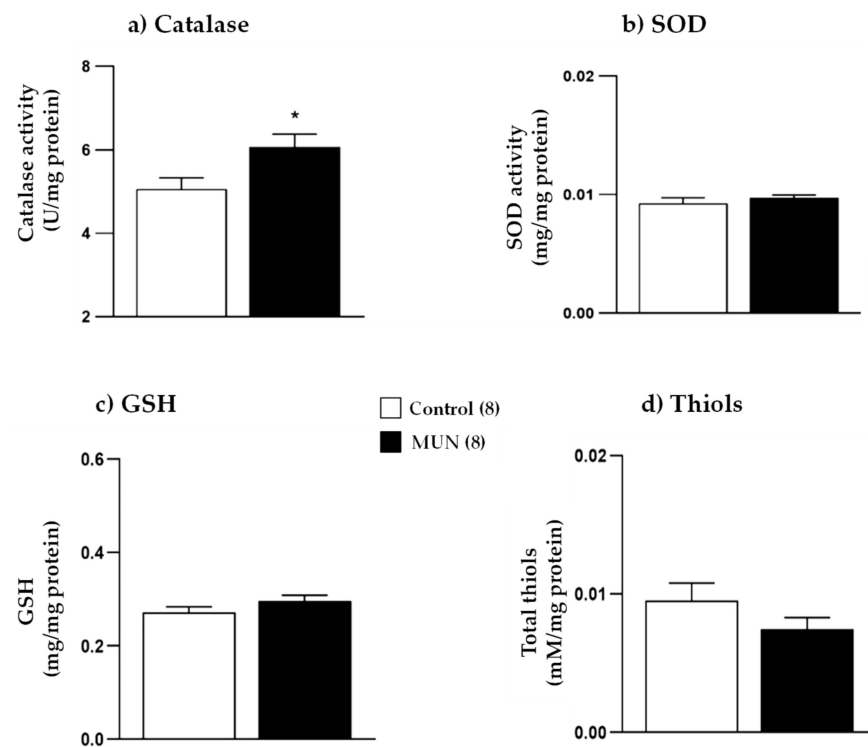 a) Catalase
8
6
4
2
Catalase activity
(U/mg protein)
*
b) SOD
0.02
0.01
0.00
SOD activity
(mg/mg protein)
c) GSH
0.6
0.4
0.2
0.0
GSH
(mg/mg protein)
Control (8)
MUN (8)
d) Thiols
0.02
0.01
0.00
Total thiols
(mM/mg protein)